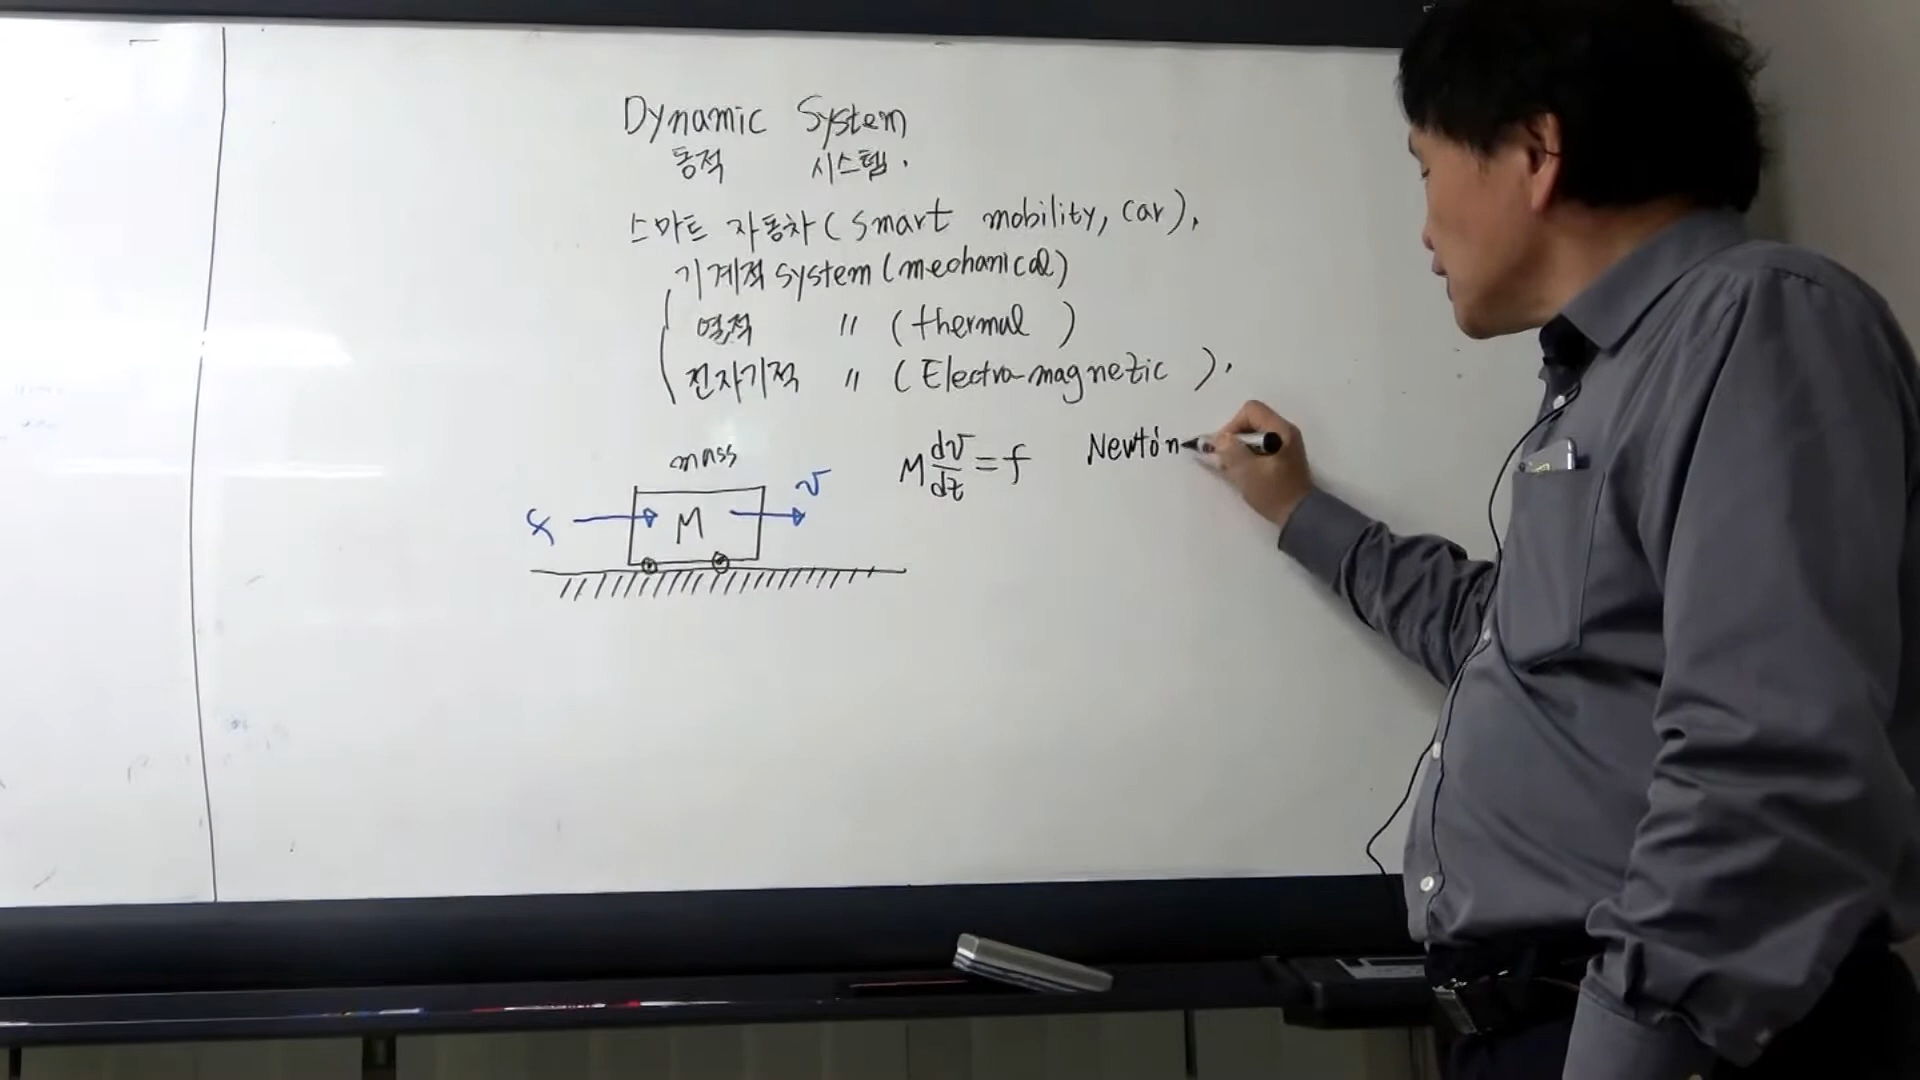 Dynamic System
동적 시스템.
스마트 자동차 (smart mobility, car).
기계적 system (mechanical)
열적 〃 (thermal)
전자기적 〃 (Electro-magnetic).
mass
M dv/dt = f Newton
f M v